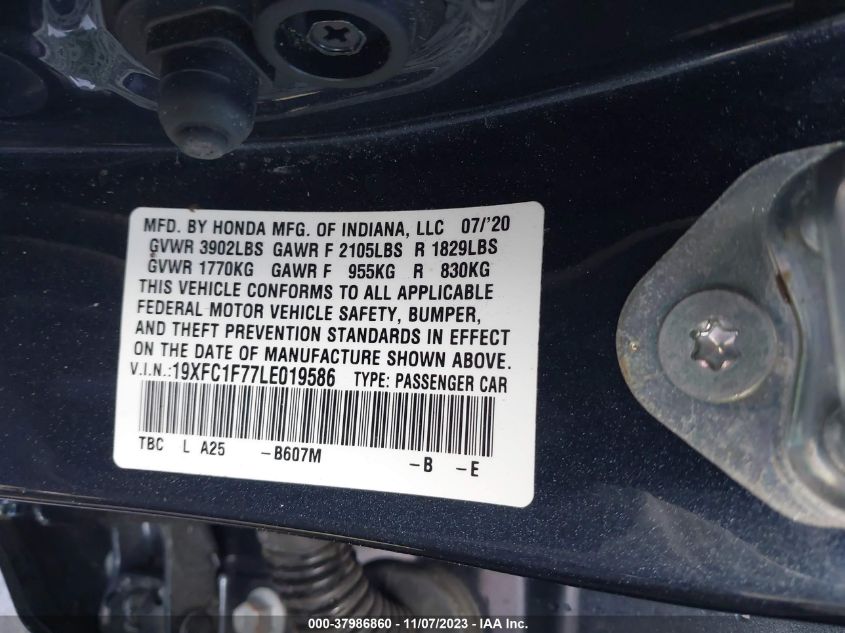 MFD. BY HONDA MFG. OF INDIANA, LLC 07/'20
GVWR 3902LBS GAWR F 2105LBS R 1829LBS
GVWR 1770KG GAWR F 955KG R 830KG
THIS VEHICLE CONFORMS TO ALL APPLICABLE
FEDERAL MOTOR VEHICLE SAFETY, BUMPER,
AND THEFT PREVENTION STANDARDS IN EFFECT
ON THE DATE OF MANUFACTURE SHOWN ABOVE.
V.I.N.:19XFC1F77LE019586 TYPE: PASSENGER CAR
TBC L A25 -B607M -B -E
000-37986860 - 11/07/2023 - IAAI.com